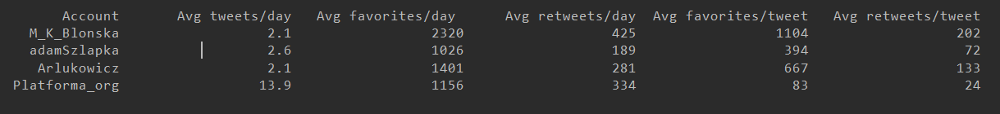 Account Avg tweets/day Avg favorites/day Avg retweets/day Avg favorites/tweet Avg retweets/tweet
M_K_Blonska 2.1 2320 425 1104 202
adamSzlapka 2.6 1026 189 394 72
Arlukowicz 2.1 1401 281 667 133
Platforma_org 13.9 1156 334 83 24